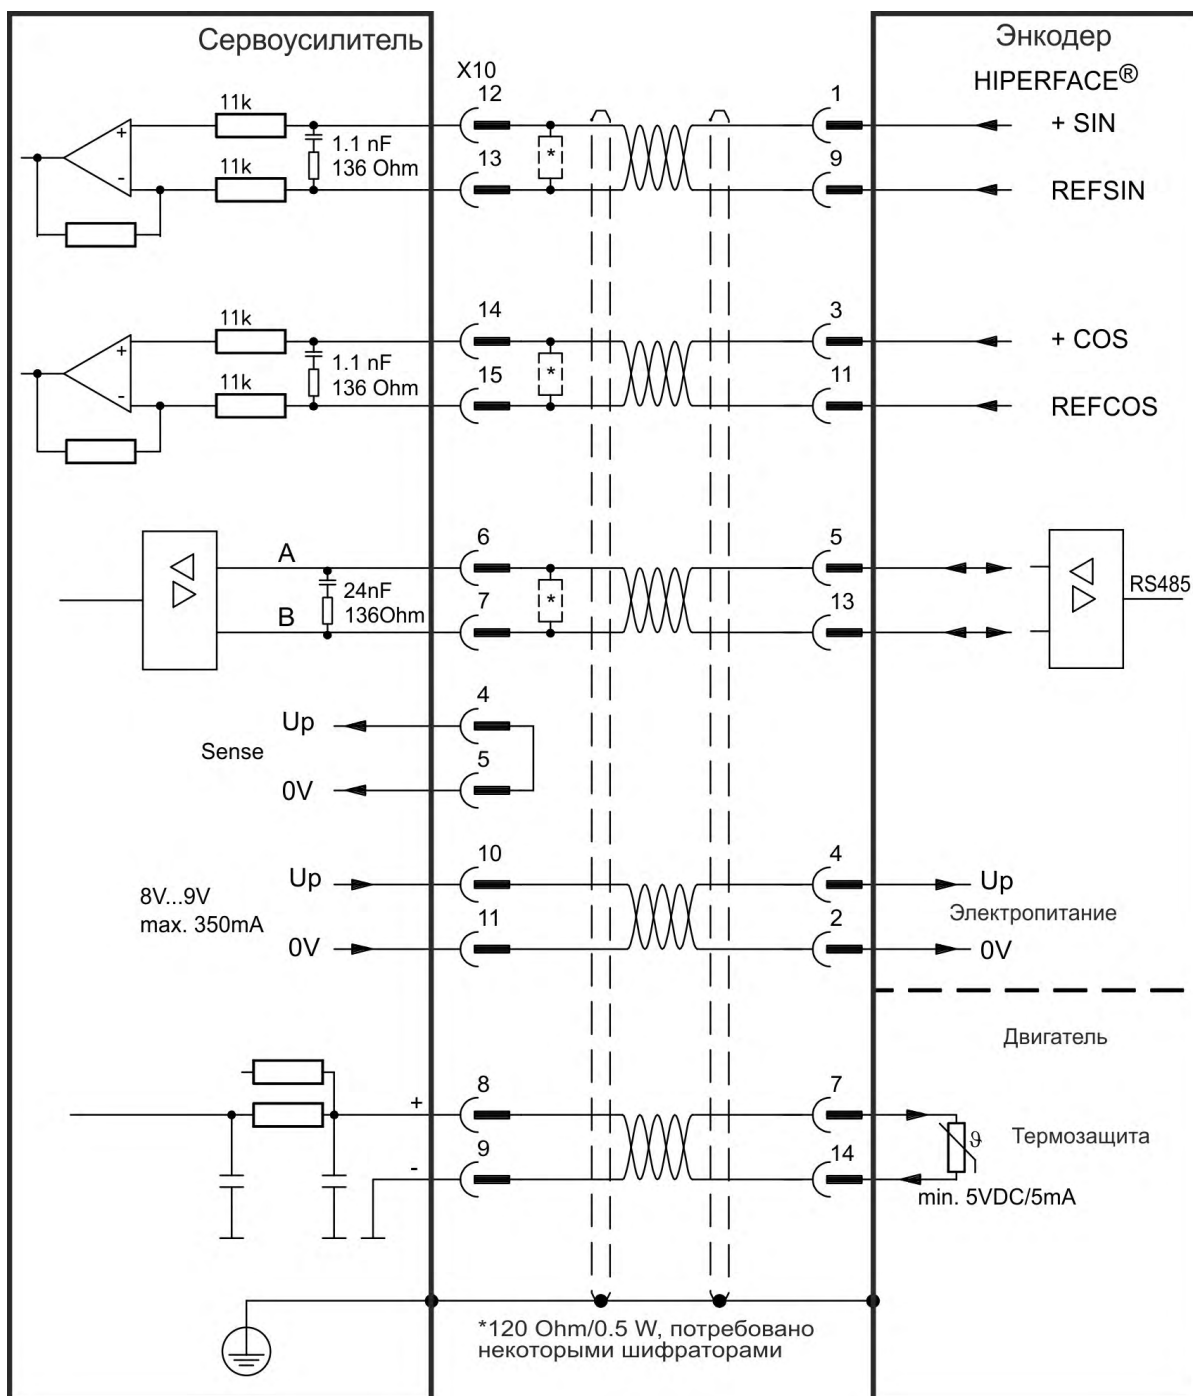 Сервоусилитель
Энкодер
HIPERFACE®
X10
11k
12
1
+ SIN
+
1.1 nF
136 Ohm
*
11k
13
9
REFSIN
-
11k
14
3
+ COS
+
1.1 nF
136 Ohm
*
11k
15
11
REFCOS
-
A
6
5
24nF
136Ohm
*
RS485
B
7
13
Up
4
Sense
5
0V
Up
10
4
Up
8V...9V
max. 350mA
Электропитание
0V
11
2
0V
Двигатель
+
8
7
ϑ
Термозащита
-
9
14
min. 5VDC/5mA
*120 Ohm/0.5 W, потребовано
некоторыми шифраторами